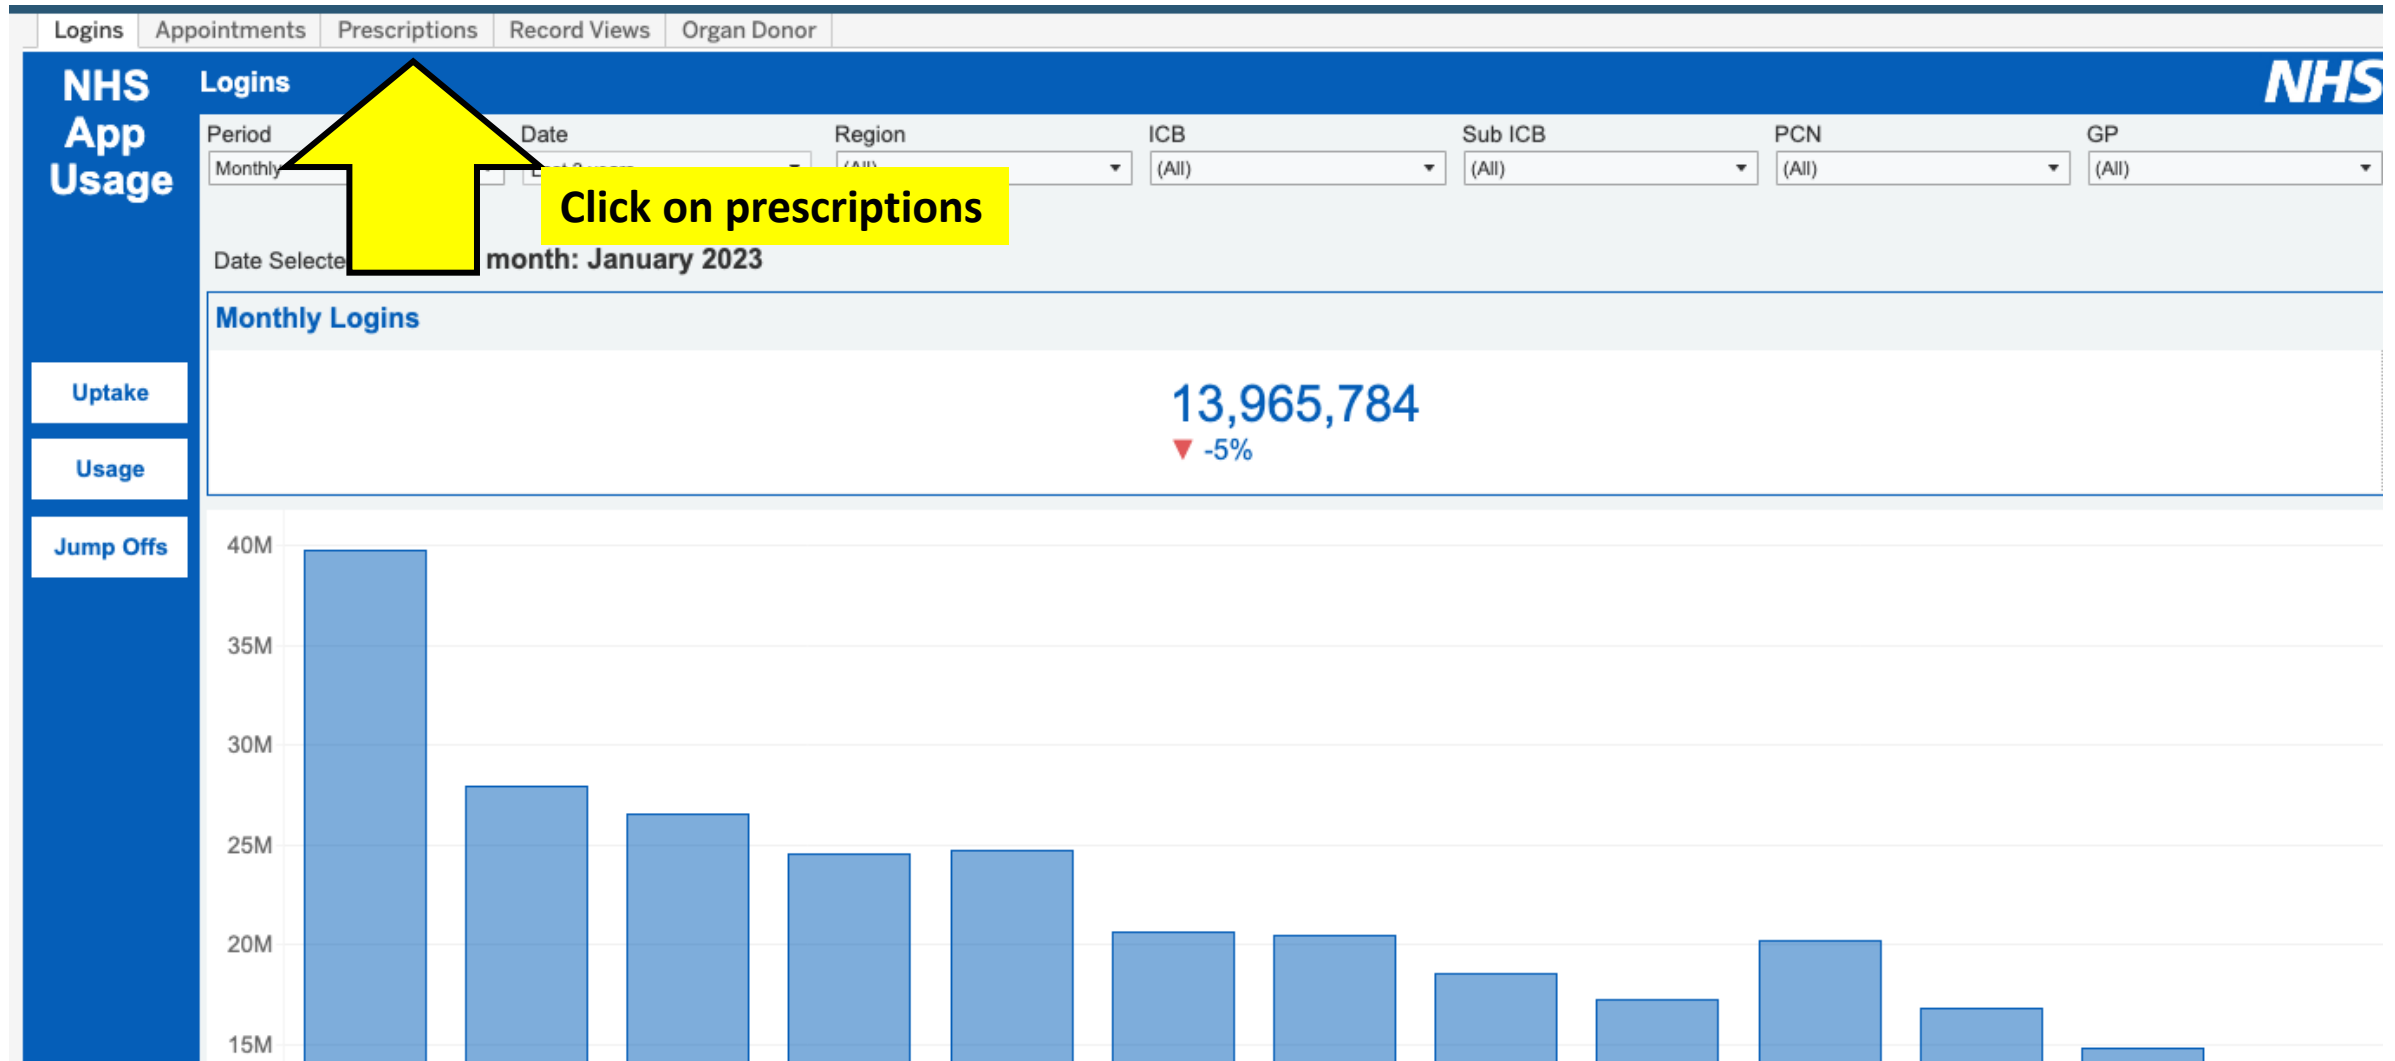 Logins Appointments Prescriptions Record Views Organ Donor
NHS
App
Usage
Logins
NHS
Period Date Region ICB Sub ICB PCN GP
Monthly (All) (All) (All) (All) (All)
Click on prescriptions
Date month: January 2023
Monthly Logins
13,965,784
▼ -5%
Uptake
Usage
Jump Offs
40M
35M
30M
25M
20M
15M